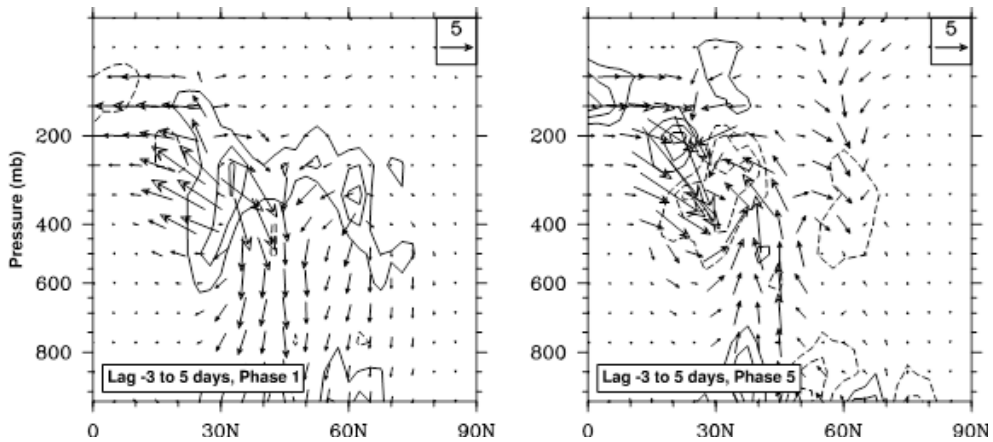 5
5
Pressure (mb)
200
400
600
800
Lag -3 to 5 days, Phase 1
0
30N
60N
90N
200
400
600
800
Lag -3 to 5 days, Phase 5
0
30N
60N
90N